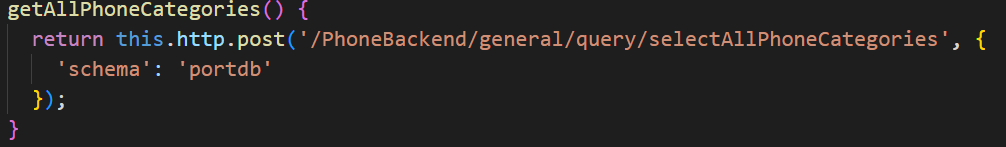 getAllPhoneCategories() {
return this.http.post('/PhoneBackend/general/query/selectAllPhoneCategories', {
'schema': 'portdb'
});
}